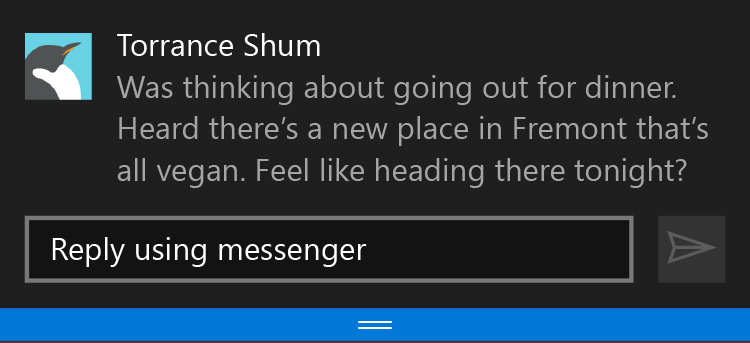 Torrance Shum
Was thinking about going out for dinner.
Heard there’s a new place in Fremont that’s
all vegan. Feel like heading there tonight?
Reply using messenger